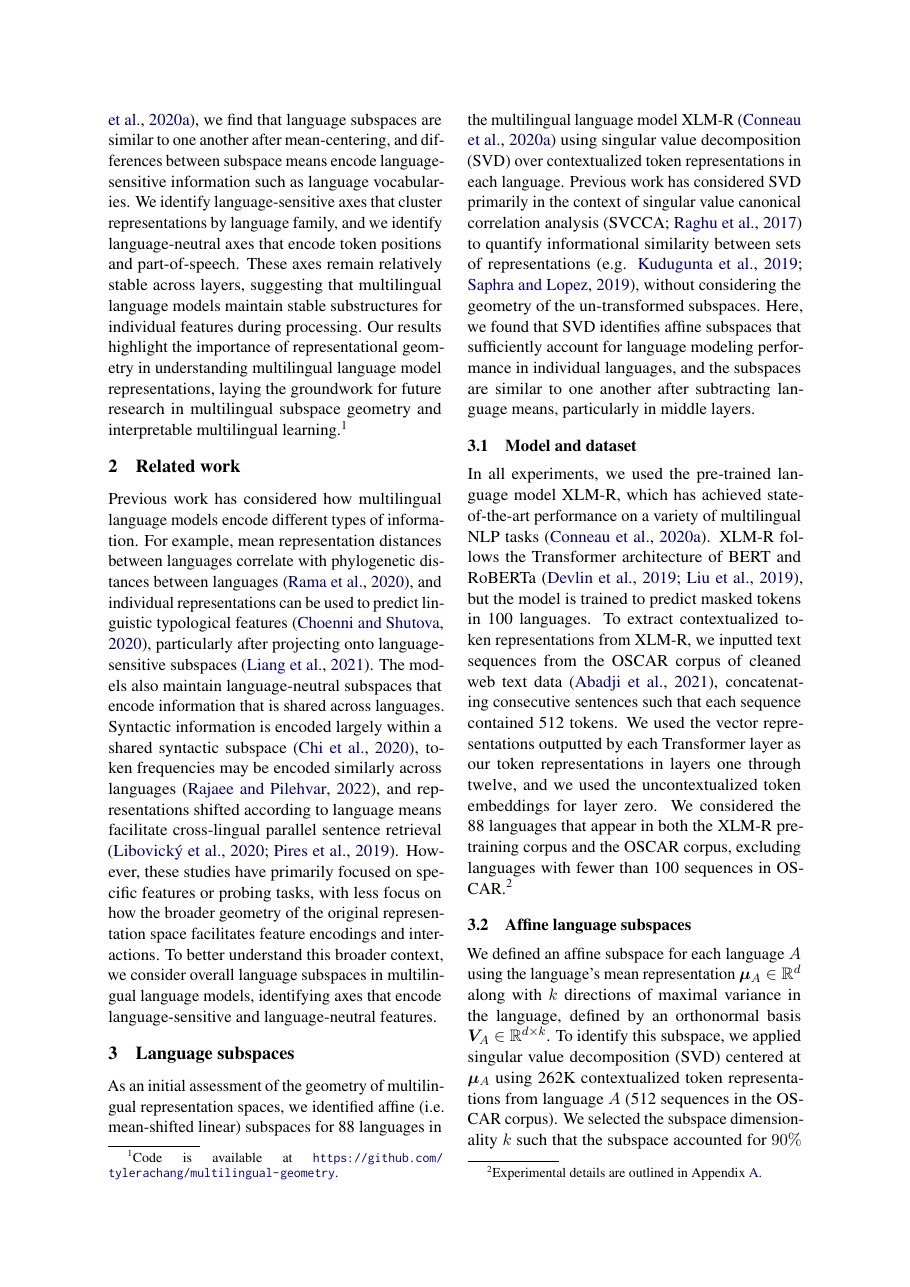 et al., 2020a), we find that language subspaces are
similar to one another after mean-centering, and dif-
ferences between subspace means encode language-
sensitive information such as language vocabular-
ies. We identify language-sensitive axes that cluster
representations by language family, and we identify
language-neutral axes that encode token positions
and part-of-speech. These axes remain relatively
stable across layers, suggesting that multilingual
language models maintain stable substructures for
individual features during processing. Our results
highlight the importance of representational geom-
etry in understanding multilingual language model
representations, laying the groundwork for future
research in multilingual subspace geometry and
interpretable multilingual learning.1
2 Related work
Previous work has considered how multilingual
language models encode different types of informa-
tion. For example, mean representation distances
between languages correlate with phylogenetic dis-
tances between languages (Rama et al., 2020), and
individual representations can be used to predict lin-
guistic typological features (Choenni and Shutova,
2020), particularly after projecting onto language-
sensitive subspaces (Liang et al., 2021). The mod-
els also maintain language-neutral subspaces that
encode information that is shared across languages.
Syntactic information is encoded largely within a
shared syntactic subspace (Chi et al., 2020), to-
ken frequencies may be encoded similarly across
languages (Rajaee and Pilehvar, 2022), and rep-
resentations shifted according to language means
facilitate cross-lingual parallel sentence retrieval
(Libovický et al., 2020; Pires et al., 2019). How-
ever, these studies have primarily focused on spe-
cific features or probing tasks, with less focus on
how the broader geometry of the original represen-
tation space facilitates feature encodings and inter-
actions. To better understand this broader context,
we consider overall language subspaces in multilin-
gual language models, identifying axes that encode
language-sensitive and language-neutral features.
3 Language subspaces
As an initial assessment of the geometry of multilin-
gual representation spaces, we identified affine (i.e.
mean-shifted linear) subspaces for 88 languages in
1Code is available at https://github.com/
tylerachang/multilingual-geometry.
the multilingual language model XLM-R (Conneau
et al., 2020a) using singular value decomposition
(SVD) over contextualized token representations in
each language. Previous work has considered SVD
primarily in the context of singular value canonical
correlation analysis (SVCCA; Raghu et al., 2017)
to quantify informational similarity between sets
of representations (e.g. Kudugunta et al., 2019;
Saphra and Lopez, 2019), without considering the
geometry of the un-transformed subspaces. Here,
we found that SVD identifies affine subspaces that
sufficiently account for language modeling perfor-
mance in individual languages, and the subspaces
are similar to one another after subtracting lan-
guage means, particularly in middle layers.
3.1 Model and dataset
In all experiments, we used the pre-trained lan-
guage model XLM-R, which has achieved state-
of-the-art performance on a variety of multilingual
NLP tasks (Conneau et al., 2020a). XLM-R fol-
lows the Transformer architecture of BERT and
RoBERTa (Devlin et al., 2019; Liu et al., 2019),
but the model is trained to predict masked tokens
in 100 languages. To extract contextualized to-
ken representations from XLM-R, we inputted text
sequences from the OSCAR corpus of cleaned
web text data (Abadji et al., 2021), concatenat-
ing consecutive sentences such that each sequence
contained 512 tokens. We used the vector repre-
sentations outputted by each Transformer layer as
our token representations in layers one through
twelve, and we used the uncontextualized token
embeddings for layer zero. We considered the
88 languages that appear in both the XLM-R pre-
training corpus and the OSCAR corpus, excluding
languages with fewer than 100 sequences in OS-
CAR.2
3.2 Affine language subspaces
We defined an affine subspace for each language A
using the language's mean representation μA ∈ ℝd
along with k directions of maximal variance in
the language, defined by an orthonormal basis
VA ∈ ℝd×k. To identify this subspace, we applied
singular value decomposition (SVD) centered at
μA using 262K contextualized token representa-
tions from language A (512 sequences in the OS-
CAR corpus). We selected the subspace dimension-
ality k such that the subspace accounted for 90%
2Experimental details are outlined in Appendix A.